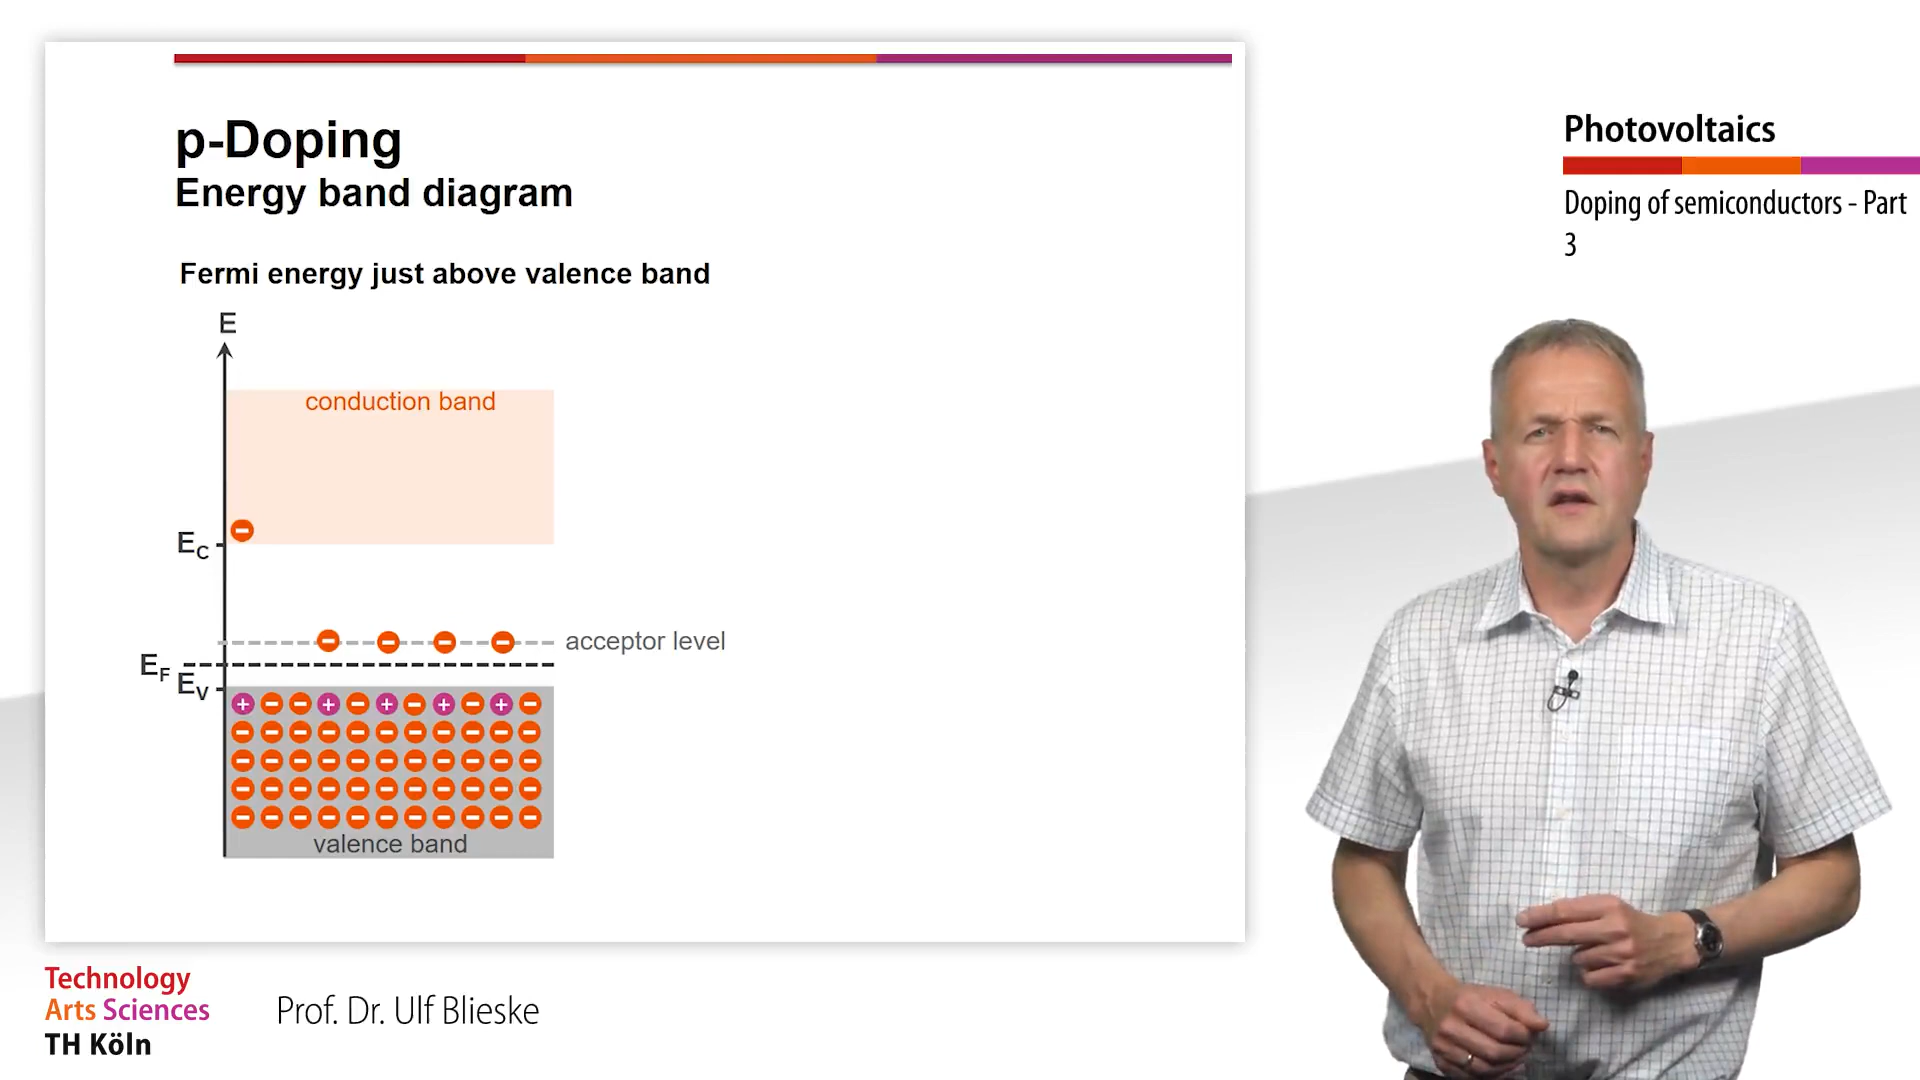 p-Doping
Energy band diagram
Fermi energy just above valence band
E
conduction band
EC
acceptor level
EF
EV
valence band
Photovoltaics
Doping of semiconductors - Part
3
Technology
Arts Sciences
TH Köln
Prof. Dr. Ulf Blieske